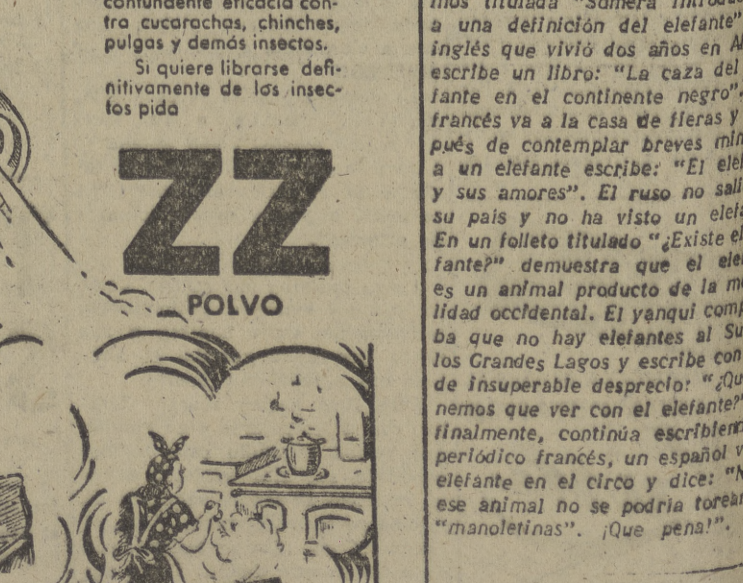 contundente eficacia con-
tra cucarachas, chinches,
pulgas y demás insectos.
Si quiere librarse defi-
nitivamente de los insec-
tos pida
ZZ
POLVO
mos titulada "Somera
a una definición del elefante"
inglés que vivió dos años en
escribe un libro: "La caza del
fante en el continente negro".
francés va a la casa de fieras y
pués de contemplar breves
a un elefante escribe: "El
y sus amores". El ruso no
su país y no ha visto un
En un folleto titulado "¿Existe el
fante?" demuestra que el
es un animal producto de la
lidad occidental. El yanqui
ba que no hay elefantes al
los Grandes Lagos y escribe con
de insuperable desprecio: "¿
nemos que ver con el elefante?"
finalmente, continúa
periódico francés, un español
elefante en el circo y dice:
ese animal no se podría
"manoletinas". ¡Que pena!".